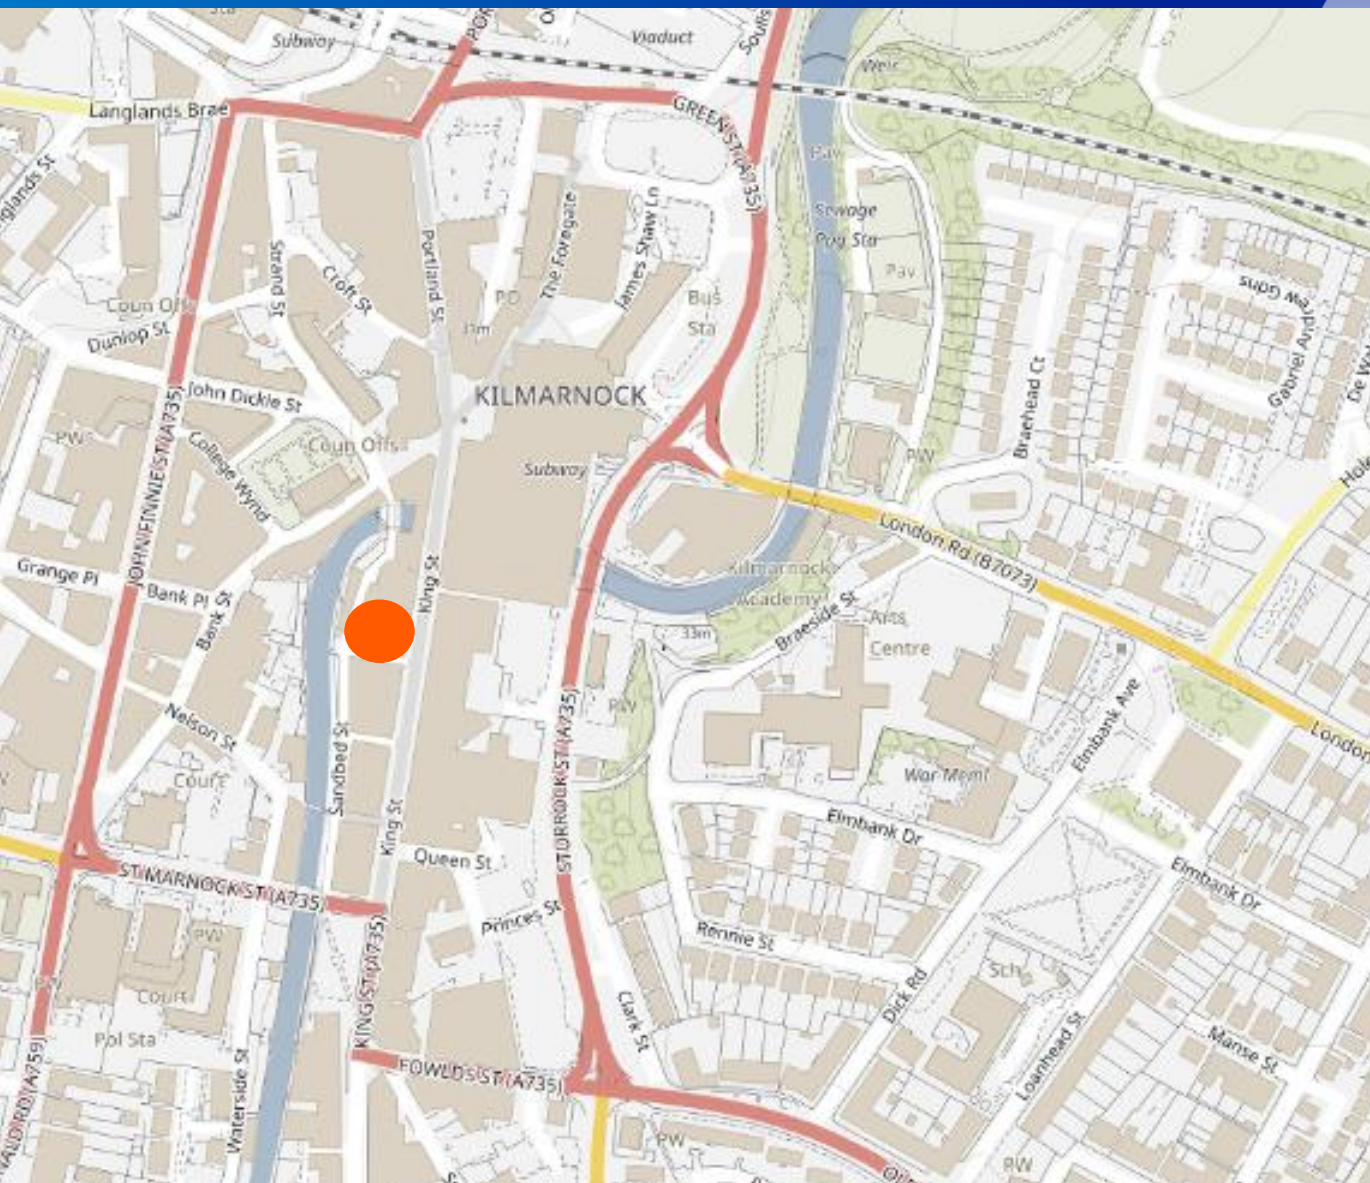 Sta
Subway
Viaduct
Weir
Langlands Brae
GREEN ST (A735)
Pav
Sewage
Ppg Sta
Pav
Strand St
Croft St
Portland St
The Foregate
James Shaw Ln
PO
31m
Bus
Sta
Coun Offs
Dunlop St
John Dickie St
KILMARNOCK
PW
Coun Offs
College Wynd
JOHN FINNIE ST (A735)
Subway
PW
Braehead Ct
Gabriel Andrew Gdns
London Rd (B7073)
Grange Pl
Bank Pl
Bank St
King St
Kilmarnock
Academy
Braeside St
33m
Arts
Centre
Nelson St
Court
Sandbed St
STURROCK ST (A735)
PW
Elmbank Ave
London
War Meml
Elmbank Dr
King St
Queen St
ST MARNOCK ST (A735)
PW
Princes St
Rennie St
Elmbank Dr
Court
Pol Sta
KING ST (A735)
Clark St
Dick Rd
Sch
Loanhead St
Manse St
FOWLDS ST (A735)
Waterside St
PW
PW